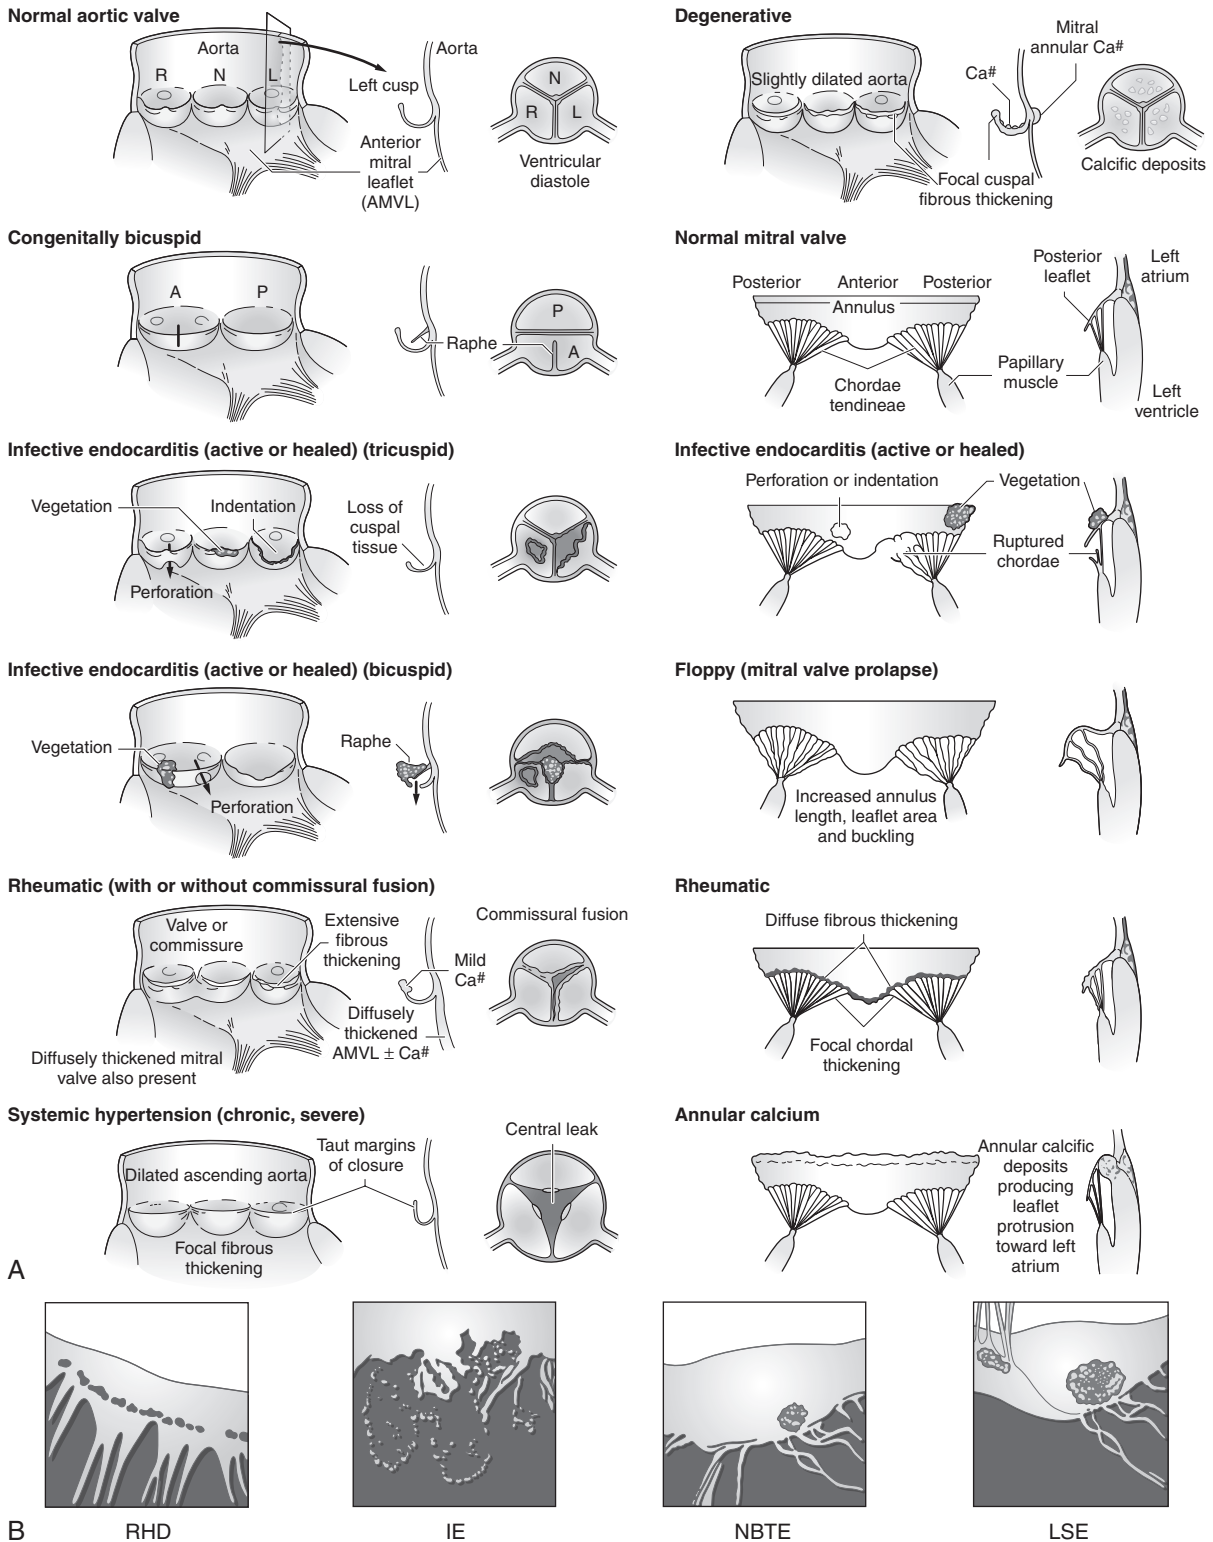 Normal aortic valve
Aorta
R
N
L
Aorta
Left cusp
Anterior
mitral
leaflet
(AMVL)
N
R
L
Ventricular
diastole
Congenitally bicuspid
A
P
Raphe
P
A
Infective endocarditis (active or healed) (tricuspid)
Vegetation
Indentation
Perforation
Loss of
cuspal
tissue
Infective endocarditis (active or healed) (bicuspid)
Vegetation
Perforation
Raphe
Rheumatic (with or without commissural fusion)
Valve or
commissure
Extensive
fibrous
thickening
Commissural fusion
Mild
Ca#
Diffusely
thickened
AMVL ± Ca#
Diffusely thickened mitral
valve also present
Systemic hypertension (chronic, severe)
Dilated ascending aorta
Taut margins
of closure
Central leak
Focal fibrous
thickening
Degenerative
Slightly dilated aorta
Ca#
Mitral
annular Ca#
Focal cuspal
fibrous thickening
Calcific deposits
Normal mitral valve
Posterior
Anterior
Posterior
Annulus
Chordae
tendineae
Posterior
leaflet
Left
atrium
Papillary
muscle
Left
ventricle
Infective endocarditis (active or healed)
Perforation or indentation
Vegetation
Ruptured
chordae
Floppy (mitral valve prolapse)
Increased annulus
length, leaflet area
and buckling
Rheumatic
Diffuse fibrous thickening
Focal chordal
thickening
Annular calcium
Annular calcific
deposits
producing
leaflet
protrusion
toward left
atrium
A
B
RHD
IE
NBTE
LSE